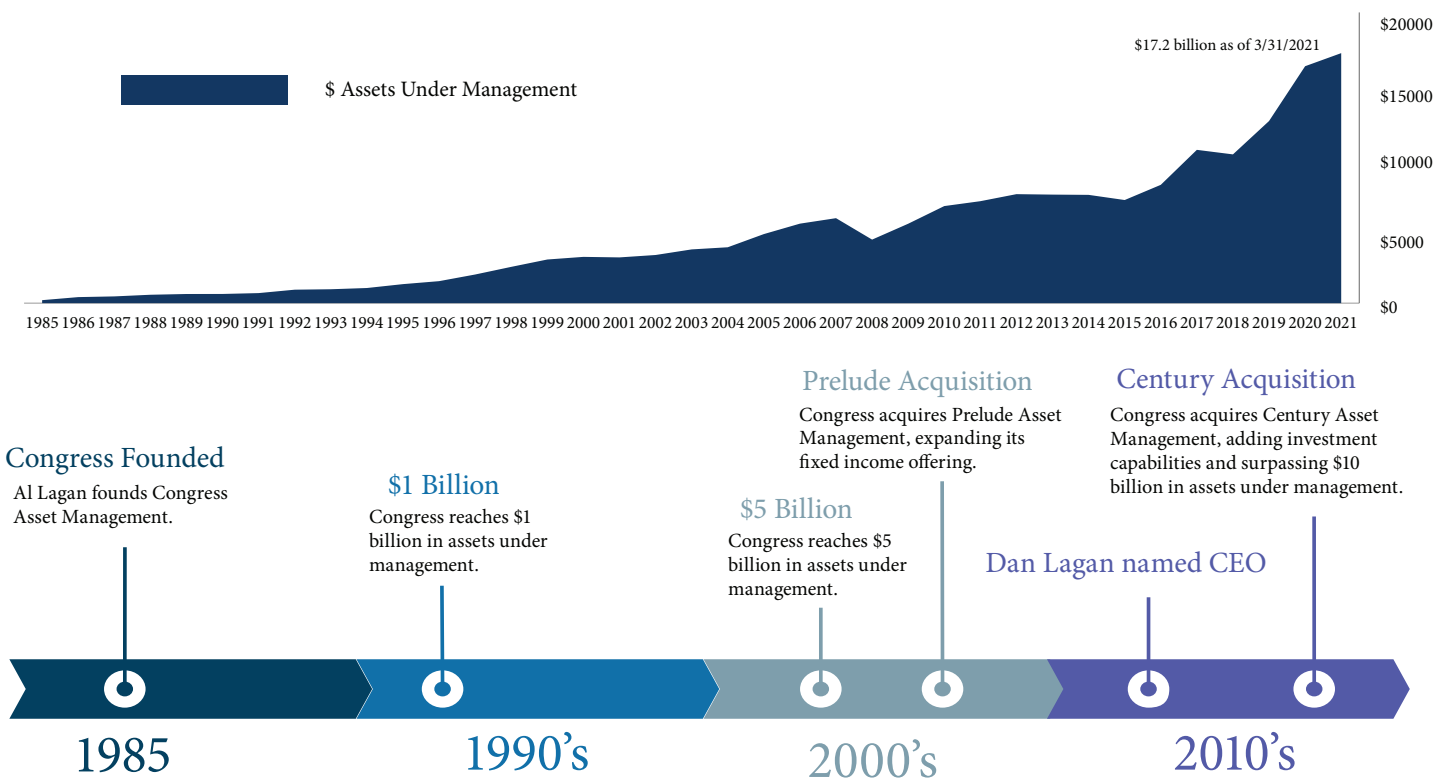 $20000
$17.2 billion as of 3/31/2021
$ Assets Under Management
$15000
$10000
$5000
$0
1985 1986 1987 1988 1989 1990 1991 1992 1993 1994 1995 1996 1997 1998 1999 2000 2001 2002 2003 2004 2005 2006 2007 2008 2009 2010 2011 2012 2013 2014 2015 2016 2017 2018 2019 2020 2021
Congress Founded
Al Lagan founds Congress
Asset Management.
$1 Billion
Congress reaches $1
billion in assets under
management.
$5 Billion
Congress reaches $5
billion in assets under
management.
Prelude Acquisition
Congress acquires Prelude Asset
Management, expanding its
fixed income offering.
Dan Lagan named CEO
Century Acquisition
Congress acquires Century Asset
Management, adding investment
capabilities and surpassing $10
billion in assets under management.
1985
1990’s
2000’s
2010’s